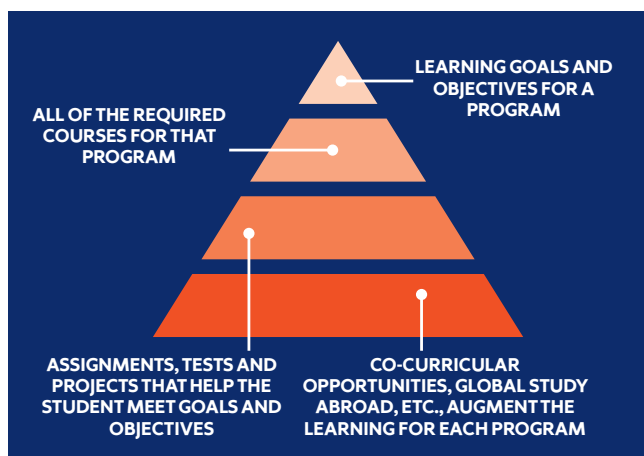 LEARNING GOALS AND
OBJECTIVES FOR A
PROGRAM
ALL OF THE REQUIRED
COURSES FOR THAT
PROGRAM
ASSIGNMENTS, TESTS AND
PROJECTS THAT HELP THE
STUDENT MEET GOALS AND
OBJECTIVES
CO-CURRICULAR
OPPORTUNITIES, GLOBAL STUDY
ABROAD, ETC., AUGMENT THE
LEARNING FOR EACH PROGRAM